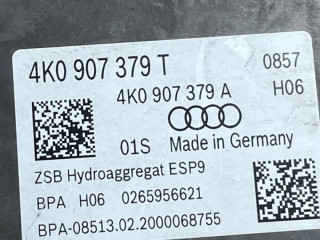 4K0 907 379 T 0857
4K0 907 379 A H06
01S Made in Germany
ZSB Hydroaggregat ESP9
BPA H06 0265956621
BPA-08513.02.2000068755